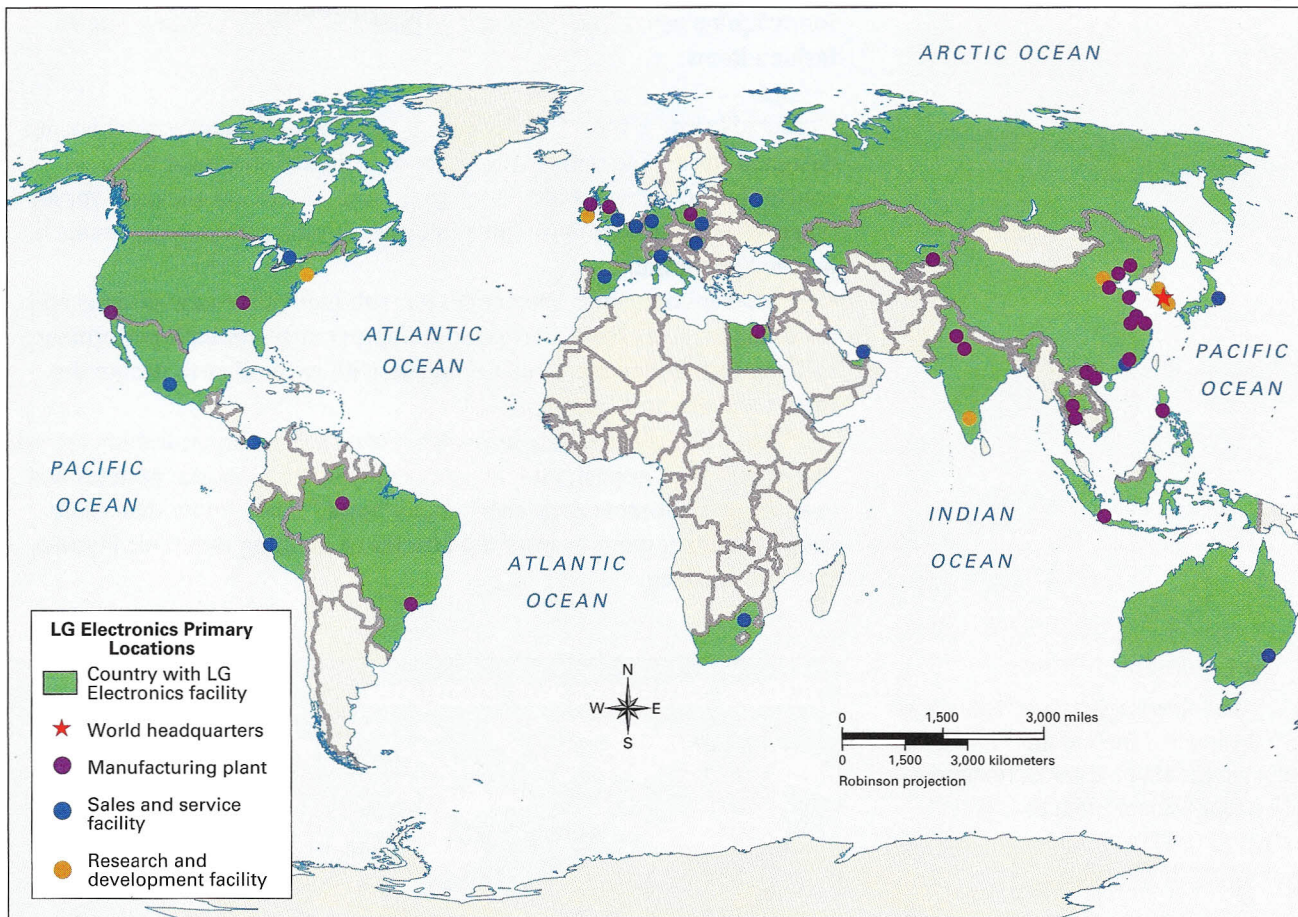 ARCTIC OCEAN
ATLANTIC
OCEAN
PACIFIC
OCEAN
PACIFIC
OCEAN
INDIAN
OCEAN
ATLANTIC
OCEAN
LG Electronics Primary
Locations
Country with LG
Electronics facility
World headquarters
Manufacturing plant
Sales and service
facility
Research and
development facility
N
W
E
S
0
1,500
3,000 miles
0
1,500
3,000 kilometers
Robinson projection